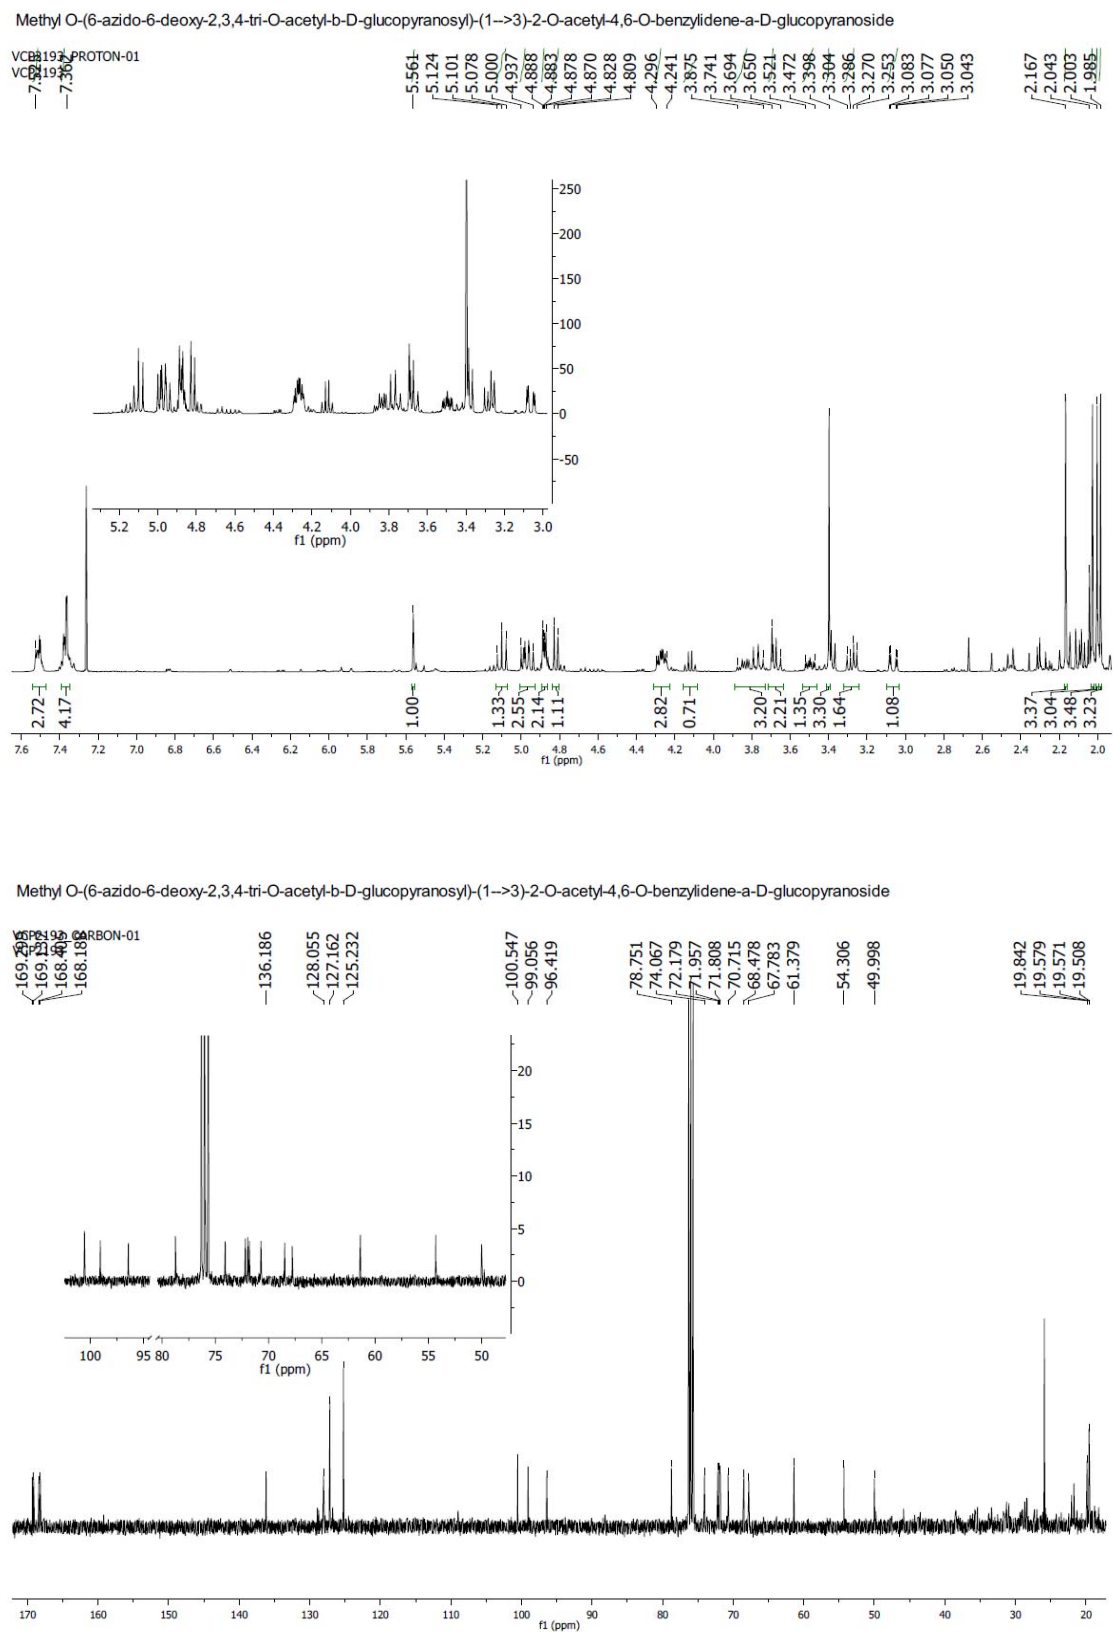 Methyl O-(6-azido-6-deoxy-2,3,4-tri-O-acetyl-b-D-glucopyranosyl)-(1-->3)-2-O-acetyl-4,6-O-benzylidene-a-D-glucopyranoside
5.561 5.124 5.101 5.078 5.000 4.937 4.888 4.883 4.878 4.870 4.828 4.809 4.296 4.241 3.875 3.741 3.694 3.650 3.521 3.472 3.398 3.304 3.286 3.270 3.253 3.083 3.077 3.050 3.043 2.167 2.043 2.003 1.985
250
200
150
100
50
0
-50
5.2 5.0 4.8 4.6 4.4 4.2 4.0 3.8 3.6 3.4 3.2 3.0
f1 (ppm)
2.72 4.17 1.00 1.33 2.55 2.14 1.11 2.82 0.71 3.20 2.21 1.35 3.30 1.64 1.08 3.37 3.04 3.48 3.23
7.6 7.4 7.2 7.0 6.8 6.6 6.4 6.2 6.0 5.8 5.6 5.4 5.2 5.0 4.8 4.6 4.4 4.2 4.0 3.8 3.6 3.4 3.2 3.0 2.8 2.6 2.4 2.2 2.0
f1 (ppm)
Methyl O-(6-azido-6-deoxy-2,3,4-tri-O-acetyl-b-D-glucopyranosyl)-(1-->3)-2-O-acetyl-4,6-O-benzylidene-a-D-glucopyranoside
136.186 128.055 127.162 125.232 100.547 99.056 96.419 78.751 74.067 72.179 71.957 71.808 70.715 68.478 67.783 61.379 54.306 49.998 19.842 19.579 19.571 19.508
20
15
10
5
0
100 95 80 75 70 65 60 55 50
f1 (ppm)
170 160 150 140 130 120 110 100 90 80 70 60 50 40 30 20
f1 (ppm)